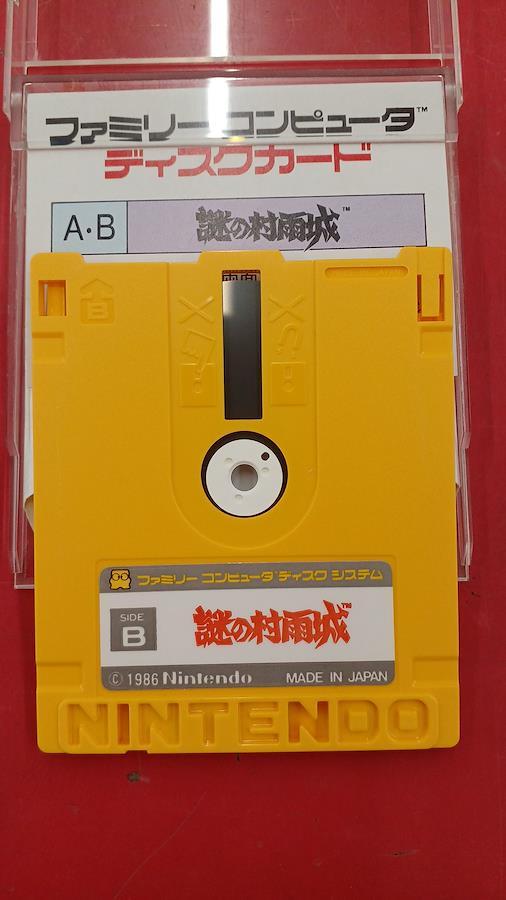 ファミリーコンピュータ™
ディスクカード
A・B 謎の村雨城™
B
ファミリー コンピュータ™ ディスク システム
SIDE
B
謎の村雨城™
© 1986 Nintendo MADE IN JAPAN
NINTENDO